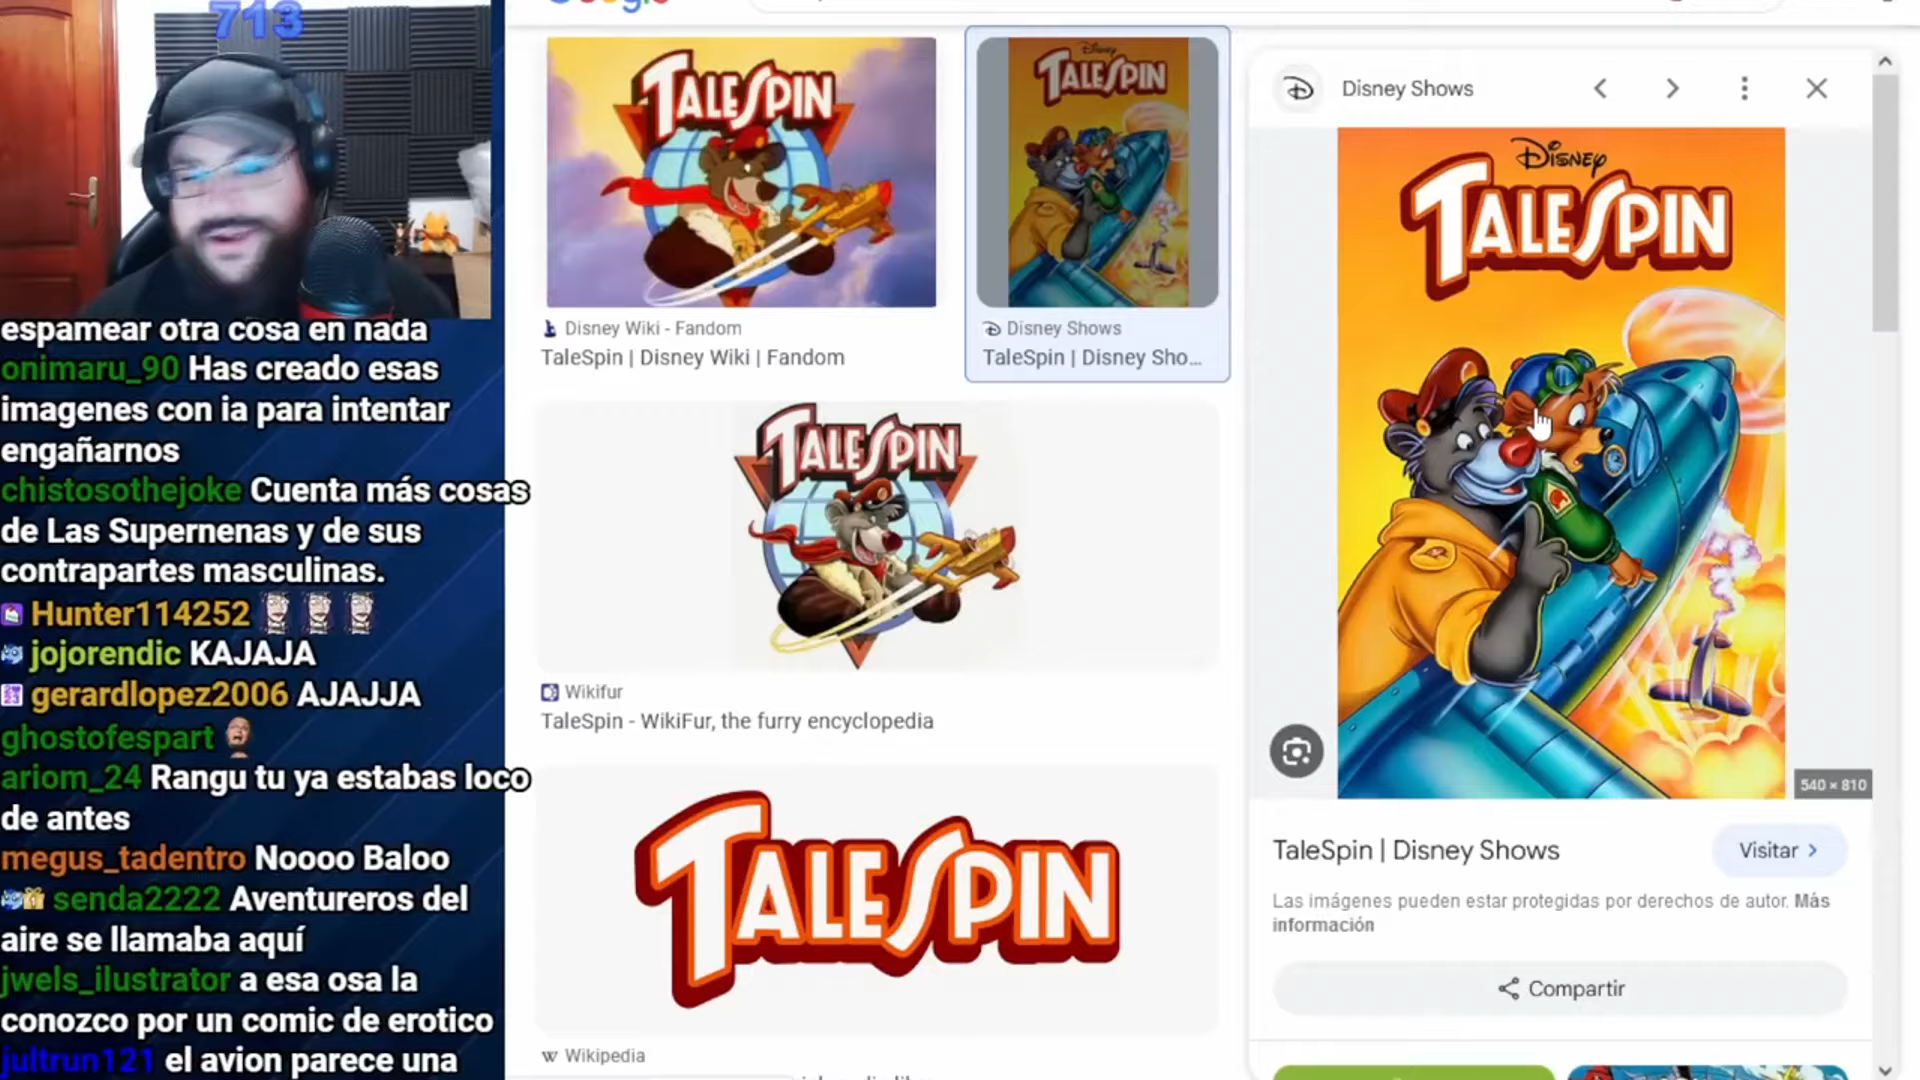 713
espamear otra cosa en nada
onimaru_90 Has creado esas
imagenes con ia para intentar
engañarnos
chistosothejoke Cuenta más cosas
de Las Supernenas y de sus
contrapartes masculinas.
Hunter114252
jojorendic KAJAJA
gerardlopez2006 AJAJJA
ghostofespart
ariom_24 Rangu tu ya estabas loco
de antes
megus_tadentro Noooo Baloo
senda2222 Aventureros del
aire se llamaba aquí
jwels_ilustrator a esa osa la
conozco por un comic de erotico
jultrun121 el avion parece una
TALESPIN
Disney Wiki - Fandom
TaleSpin | Disney Wiki | Fandom
Disney
TALESPIN
Disney Shows
TaleSpin | Disney Sho...
TALESPIN
Wikifur
TaleSpin - WikiFur, the furry encyclopedia
TALESPIN
W Wikipedia
Disney Shows
Disney
TALESPIN
540 × 810
TaleSpin | Disney Shows
Visitar
Las imágenes pueden estar protegidas por derechos de autor. Más
información
Compartir